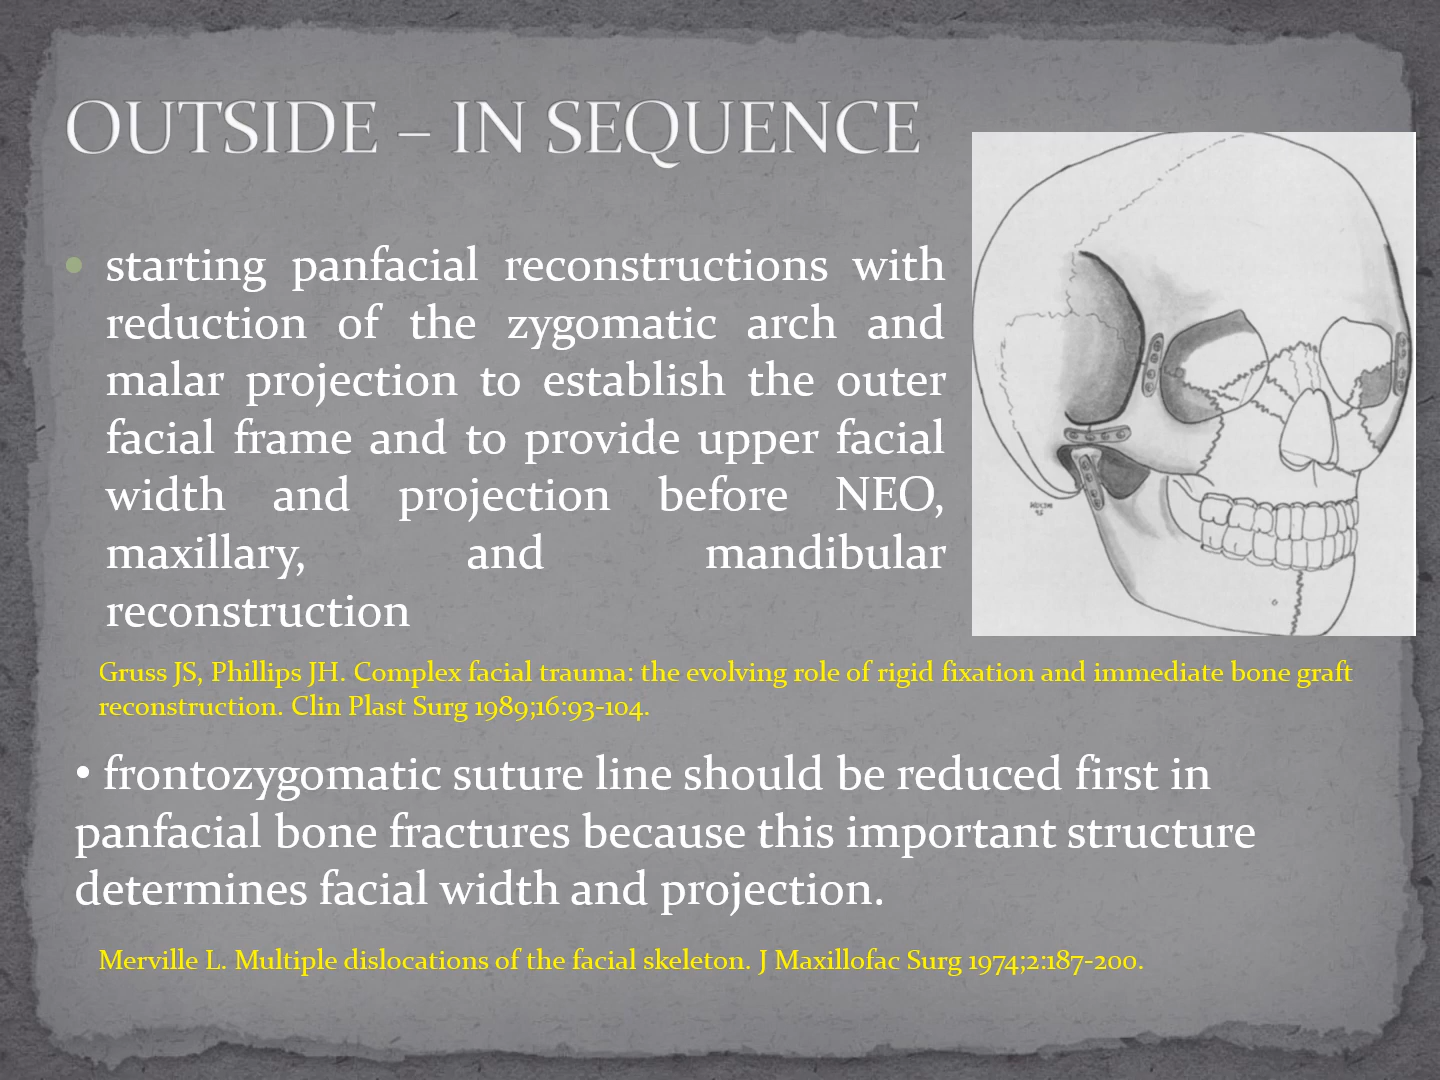 OUTSIDE – IN SEQUENCE
• starting panfacial reconstructions with
reduction of the zygomatic arch and
malar projection to establish the outer
facial frame and to provide upper facial
width and projection before NEO,
maxillary, and mandibular
reconstruction
Gruss JS, Phillips JH. Complex facial trauma: the evolving role of rigid fixation and immediate bone graft
reconstruction. Clin Plast Surg 1989;16:93-104.
• frontozygomatic suture line should be reduced first in
panfacial bone fractures because this important structure
determines facial width and projection.
Merville L. Multiple dislocations of the facial skeleton. J Maxillofac Surg 1974;2:187-200.